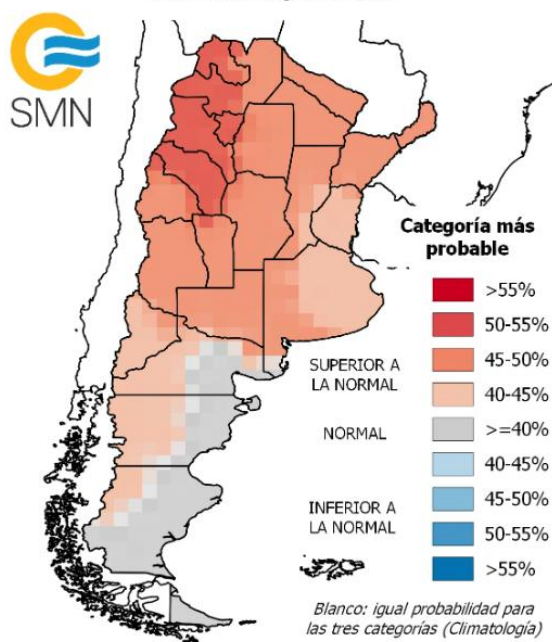 SMN
Categoría más
probable
>55%
50-55%
45-50%
40-45%
>=40%
40-45%
45-50%
50-55%
>55%
SUPERIOR A
LA NORMAL
NORMAL
INFERIOR A
LA NORMAL
Blanco: igual probabilidad para
las tres categorías (Climatología)